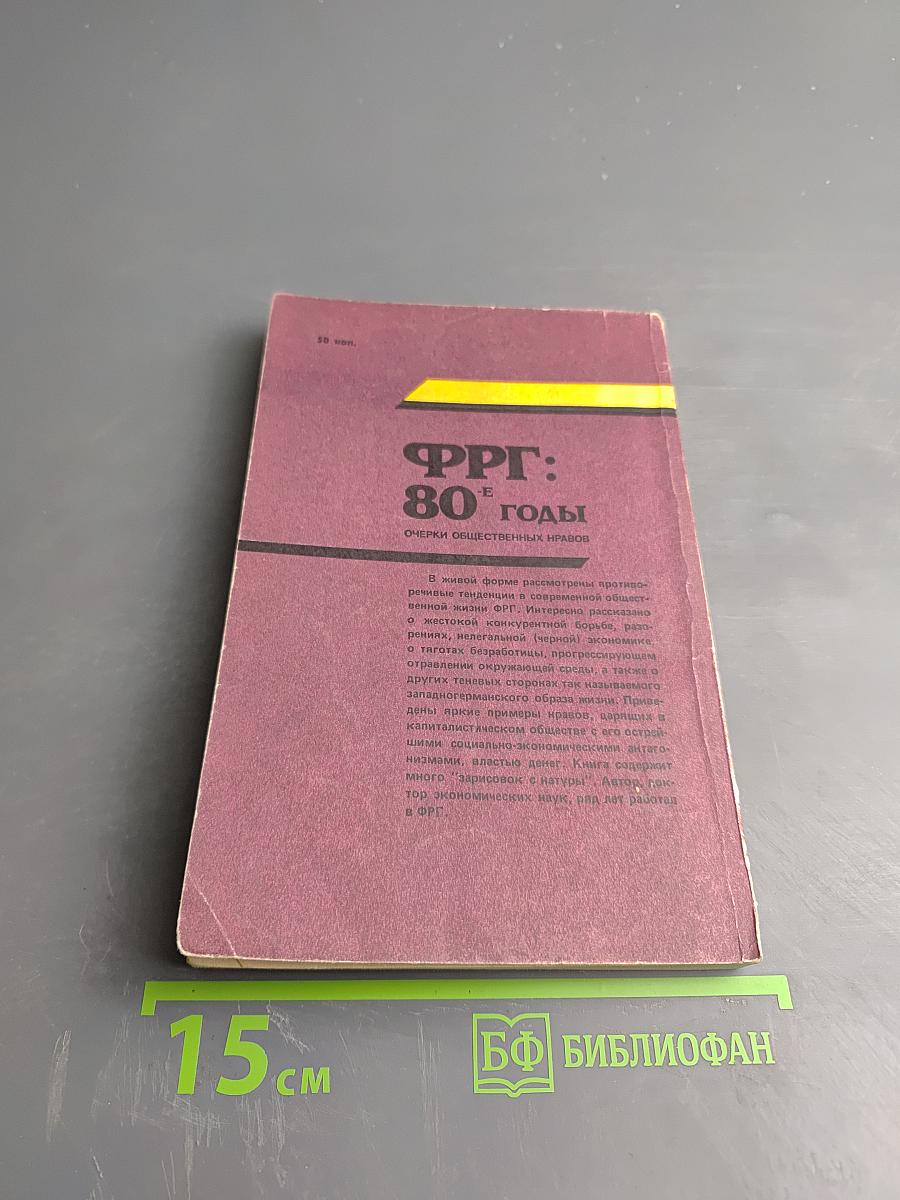 50 коп.
ФРГ:
80-Е ГОДЫ
ОЧЕРКИ ОБЩЕСТВЕННЫХ НРАВОВ
В живой форме рассмотрены противо-
речивые тенденции в современной общест-
венной жизни ФРГ. Интересно рассказано
о жестокой конкурентной борьбе, разо-
рениях, нелегальной (черной) экономике,
о тяготах безработицы, прогрессирующем
отравлении окружающей среды, а также о
других теневых сторонах так называемого
западногерманского образа жизни. Приве-
дены яркие примеры нравов, царящих в
капиталистическом обществе с его острей-
шими социально-экономическими антаго-
низмами, властью денег. Книга содержит
много "зарисовок с натуры". Автор, док-
тор экономических наук, ряд лет работал
в ФРГ.
15 см
БФ БИБЛИОФАН